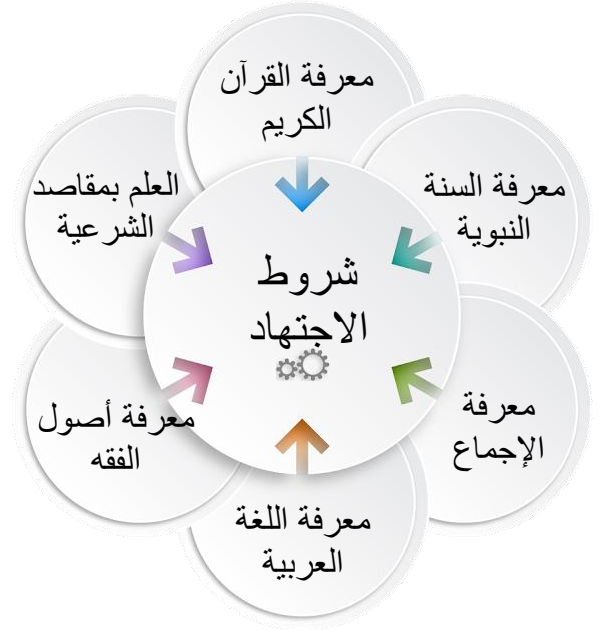 شروط
الاجتهاد
معرفة القرآن
الكريم
معرفة السنة
النبوية
معرفة
الإجماع
معرفة اللغة
العربية
معرفة أصول
الفقه
العلم بمقاصد
الشرعية